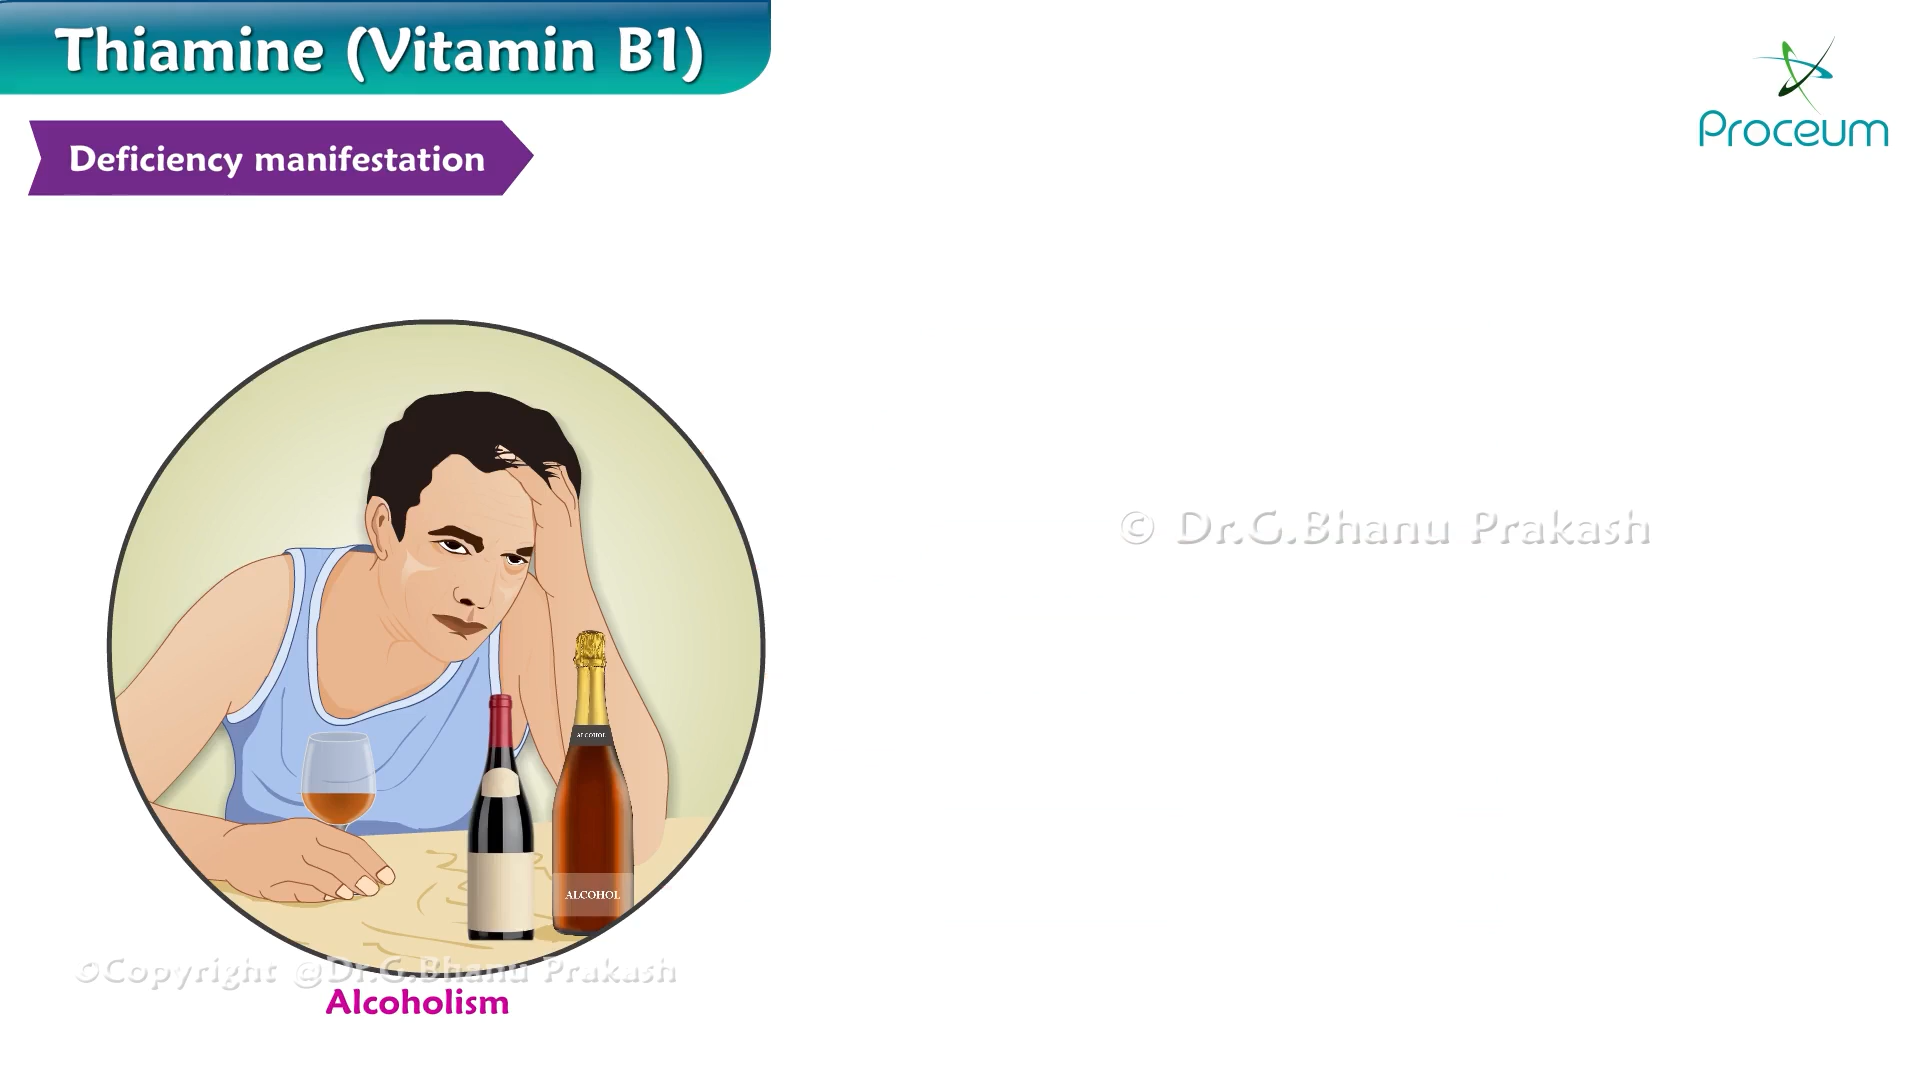 Thiamine (Vitamin B1)
Proceum
Deficiency manifestation
© Dr.G.Bhanu Prakash
ALCOHOL
ALCOHOL
©Copyright @Dr.G.Bhanu Prakash
Alcoholism